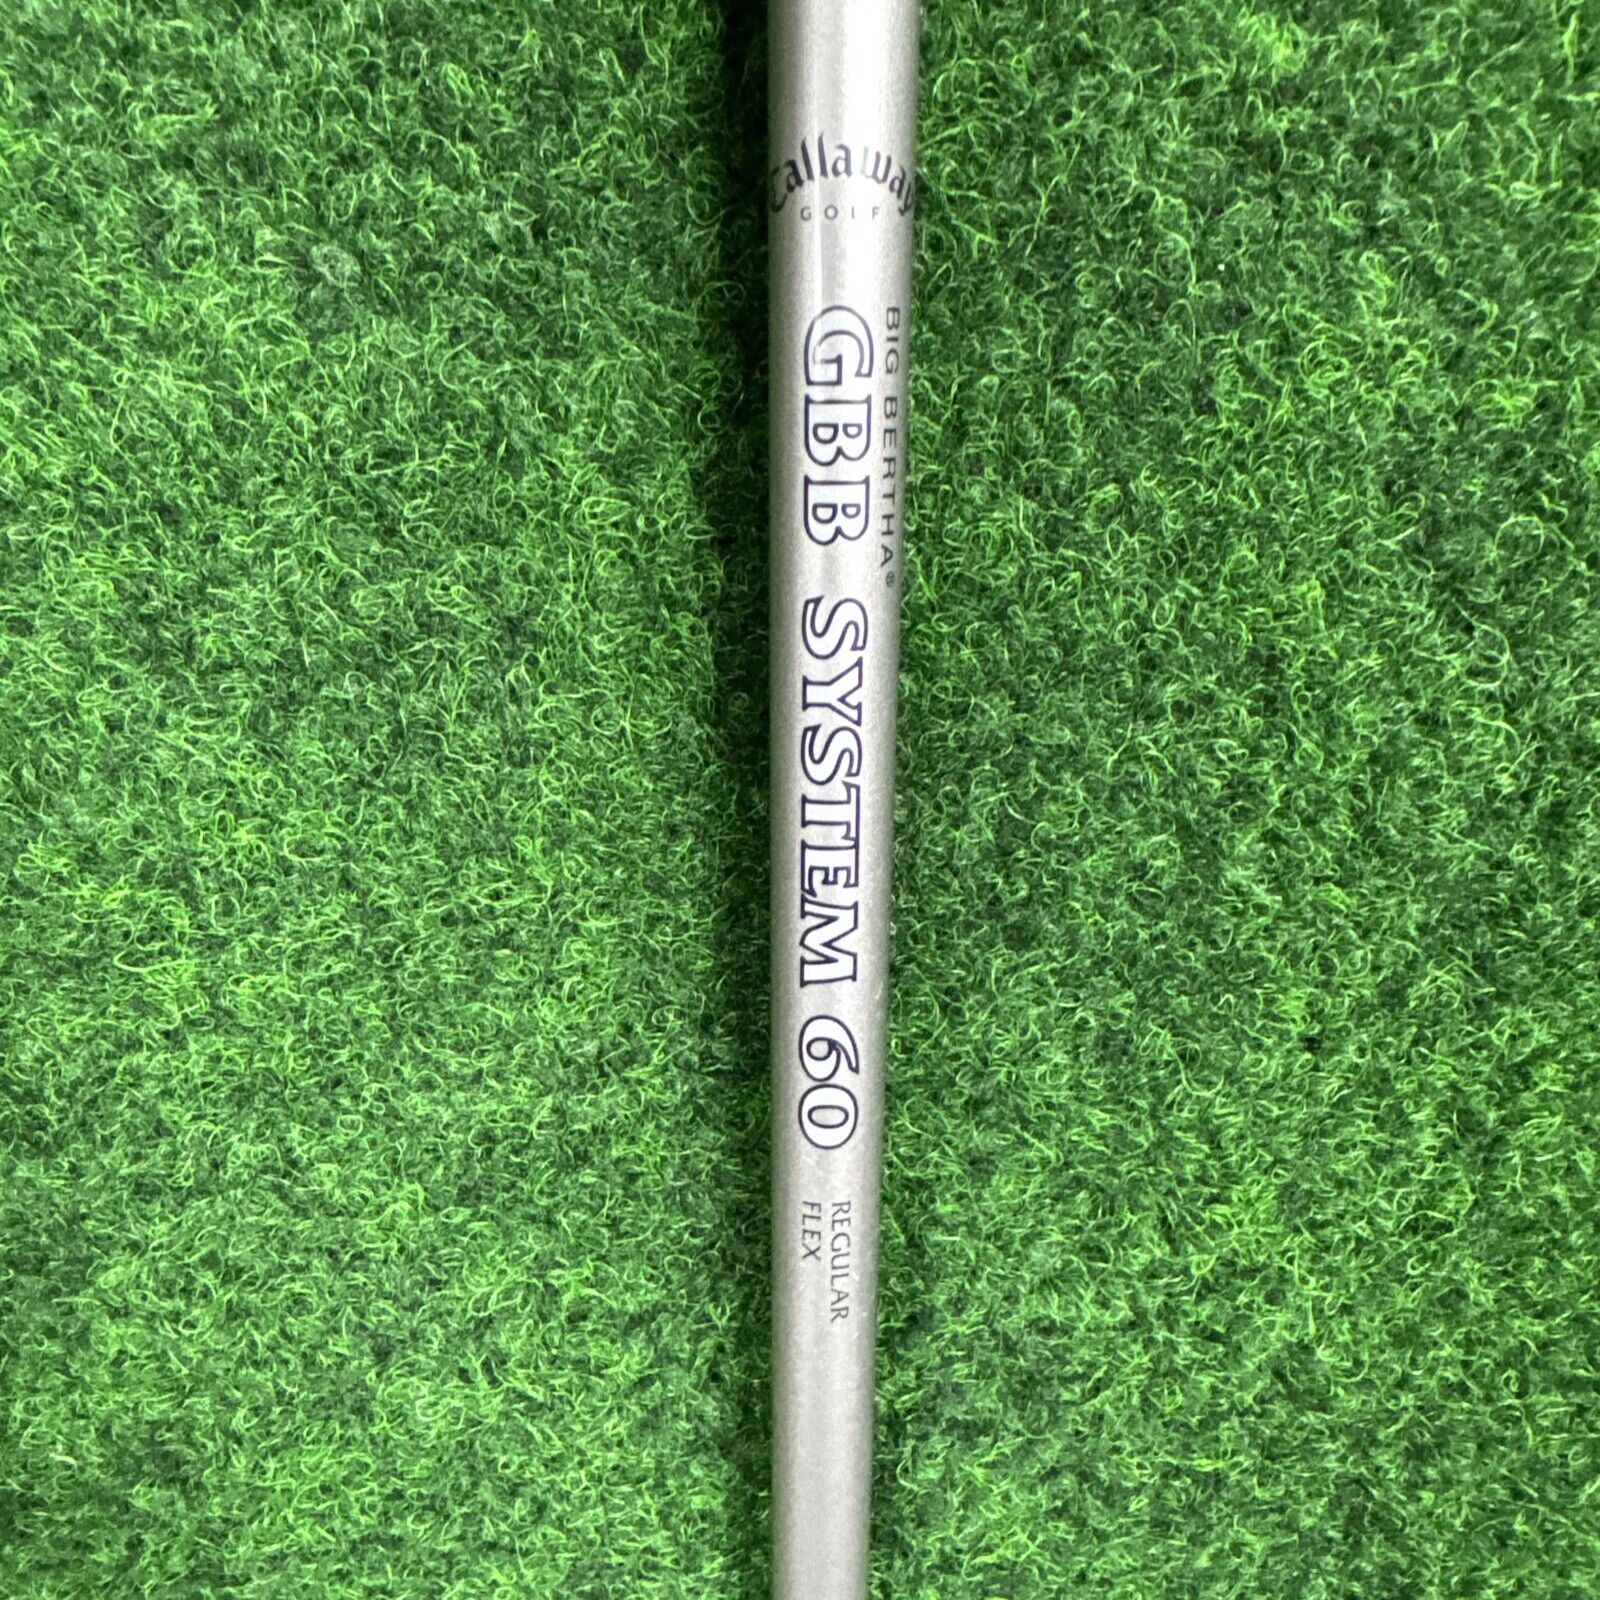 Callaway
GOLF
BIG BERTHA®
GBB SYSTEM 60
REGULAR
FLEX